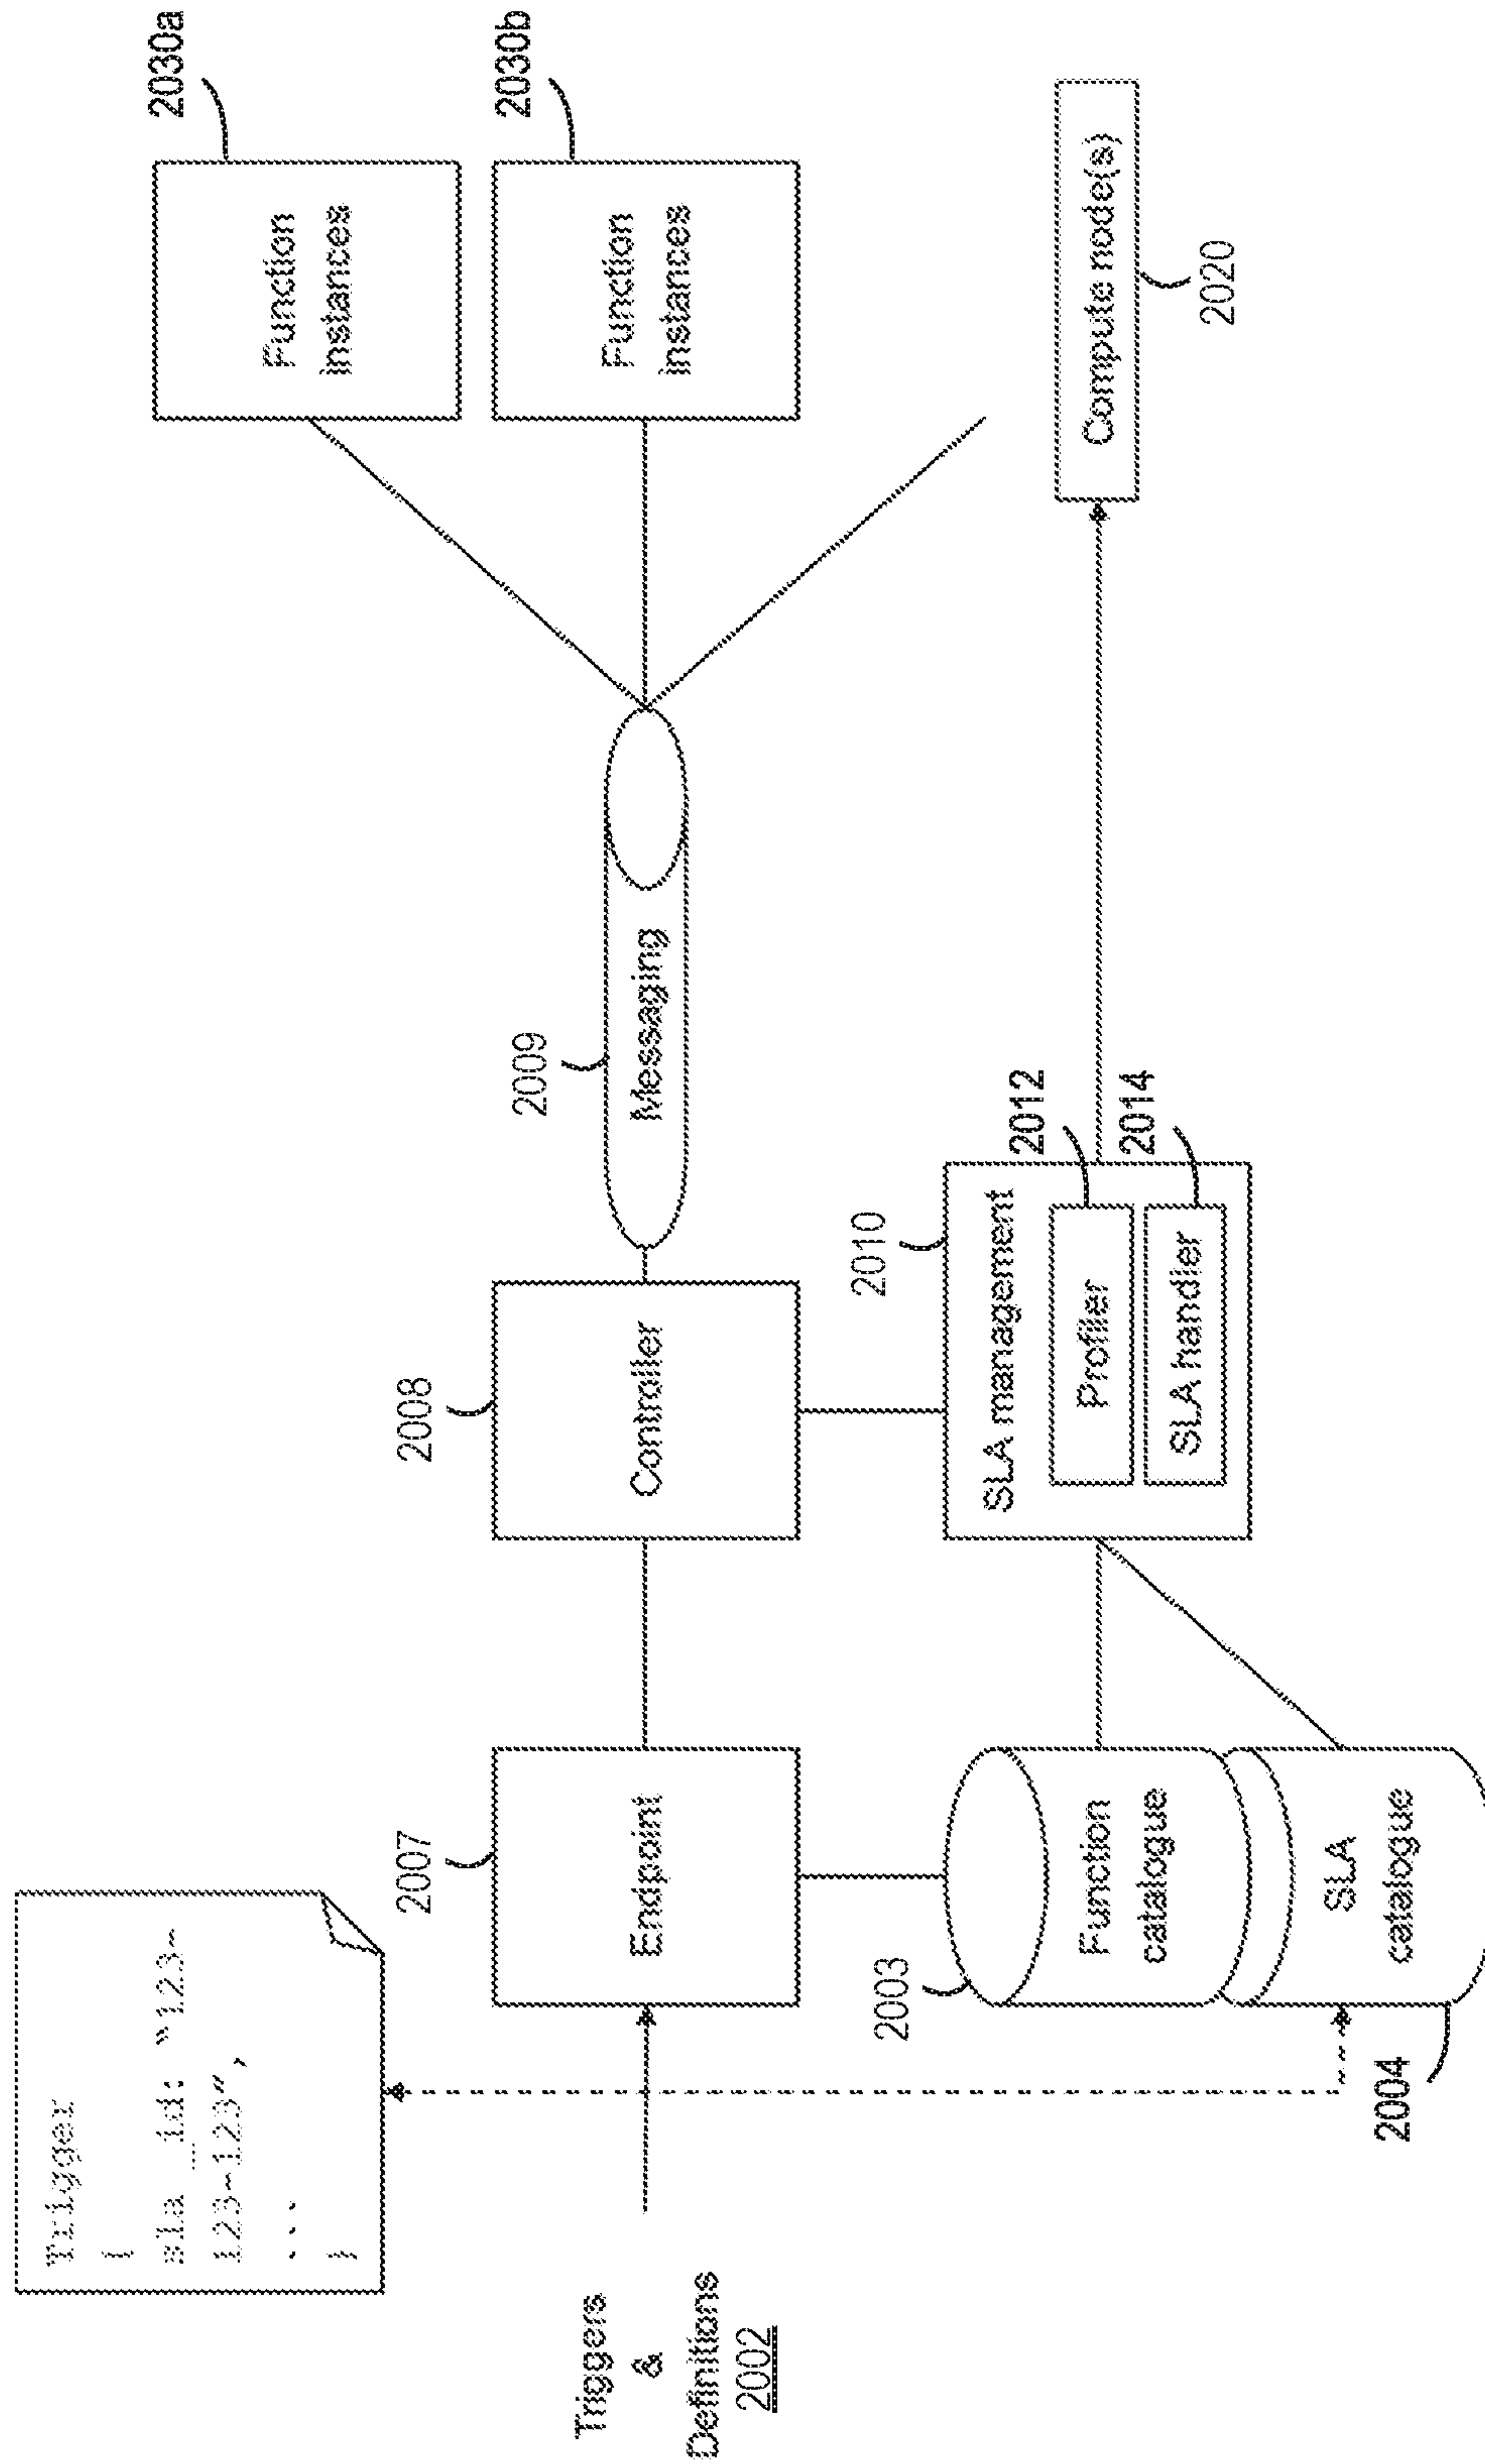 Trigger
{
sla_id: "123-
123-123",
...
}
Triggers
&
Definitions
2002
2007
Endpoint
2008
Controller
2009
Messaging
2030a
Function
instances
2030b
Function
instances
2003
Function
catalogue
2004
SLA
catalogue
2010
SLA management
2012
Profiler
2014
SLA handler
Compute node(s)
2020